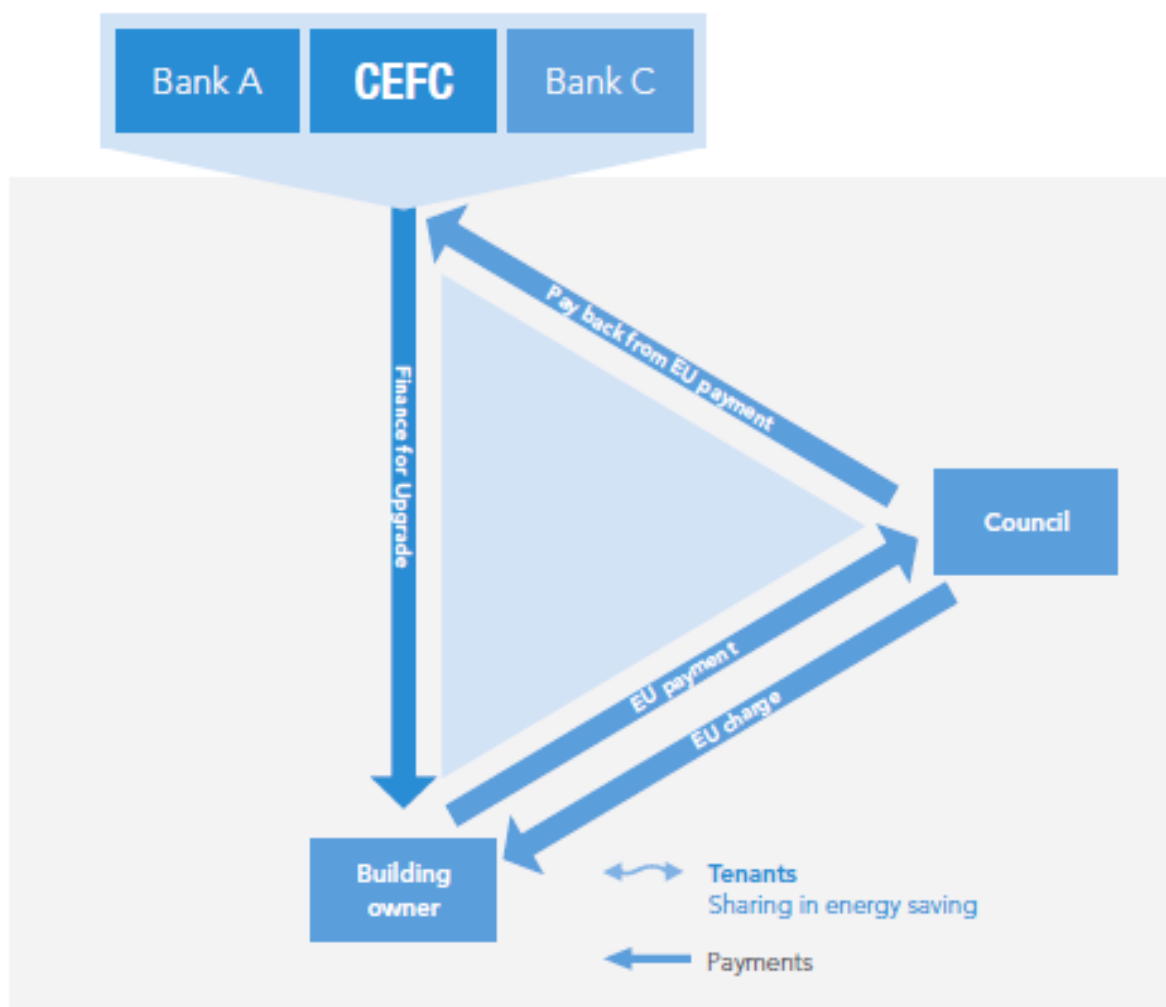 Bank A
CEFC
Bank C
Pay back from EU payment
Finance for Upgrade
Council
EU payment
EU charge
Building
owner
Tenants
Sharing in energy saving
Payments